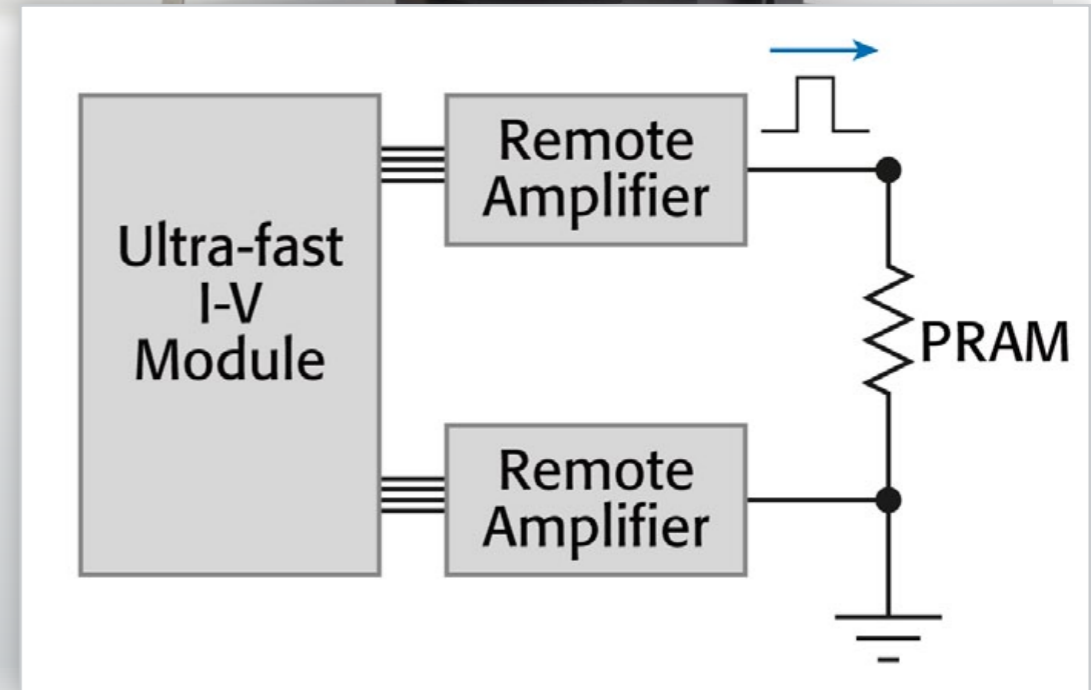 Ultra-fast
I-V
Module
Remote
Amplifier
PRAM
Remote
Amplifier